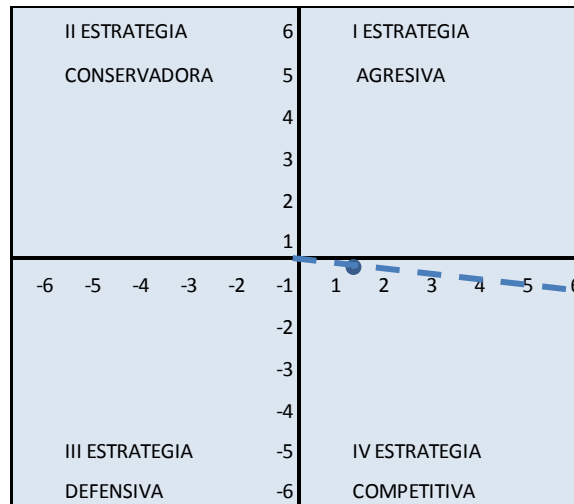 II ESTRATEGIA 6 I ESTRATEGIA
CONSERVADORA 5 AGRESIVA
4
3
2
1
-6 -5 -4 -3 -2 -1 1 2 3 4 5 6
-2
-3
-4
III ESTRATEGIA -5 IV ESTRATEGIA
DEFENSIVA -6 COMPETITIVA